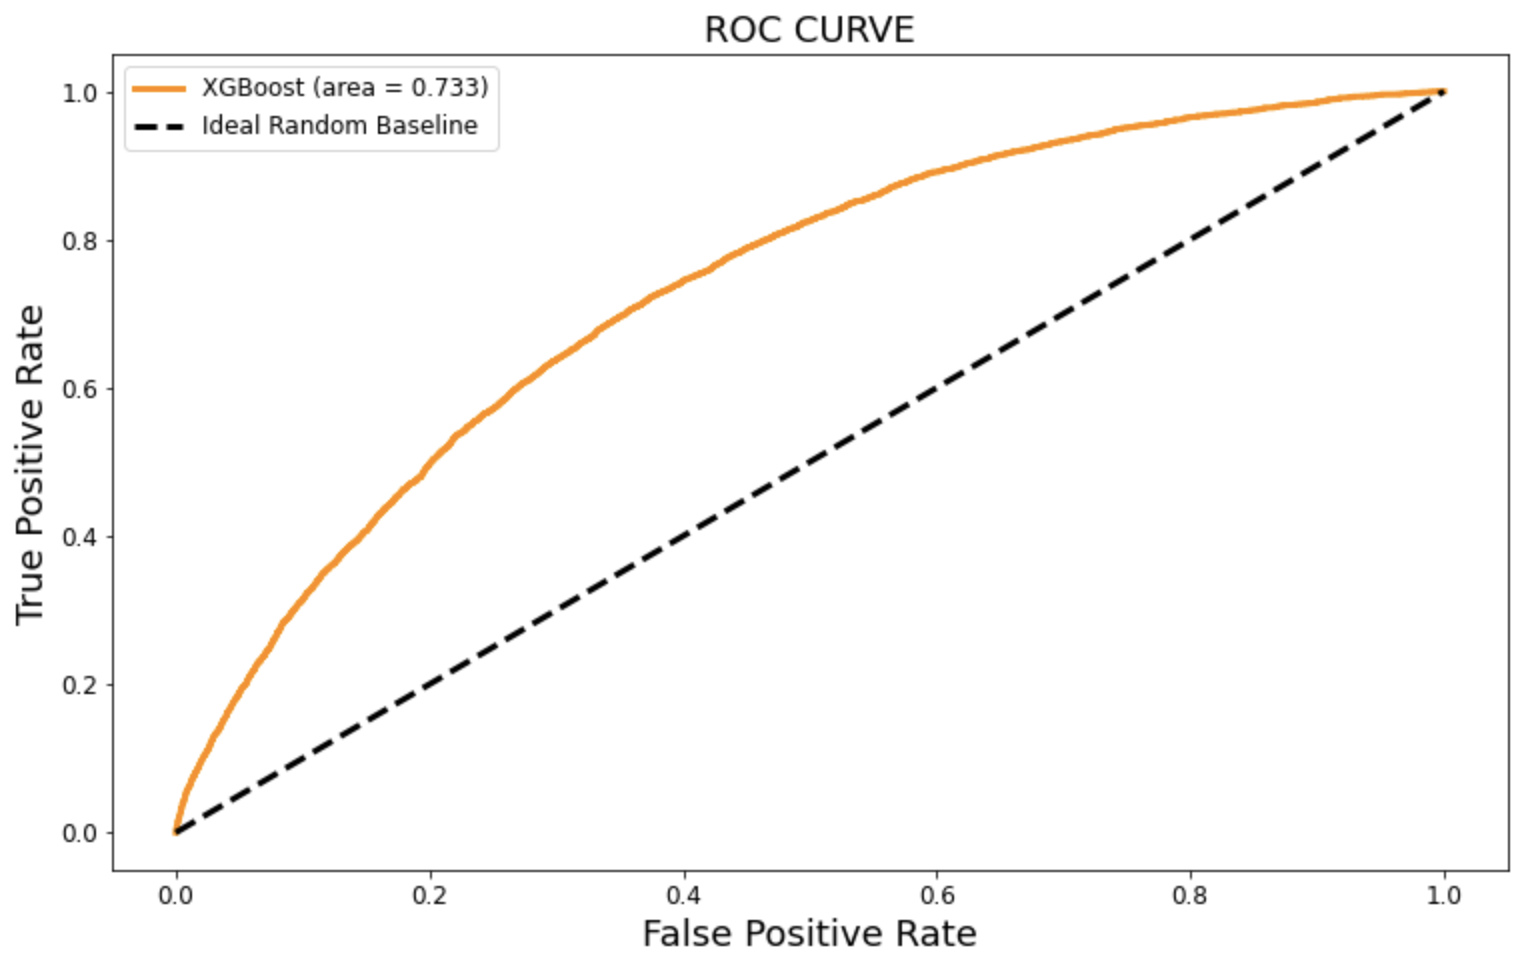 ROC CURVE
XGBoost (area = 0.733)
Ideal Random Baseline
1.0
0.8
0.6
0.4
0.2
0.0
True Positive Rate
0.0 0.2 0.4 0.6 0.8 1.0
False Positive Rate